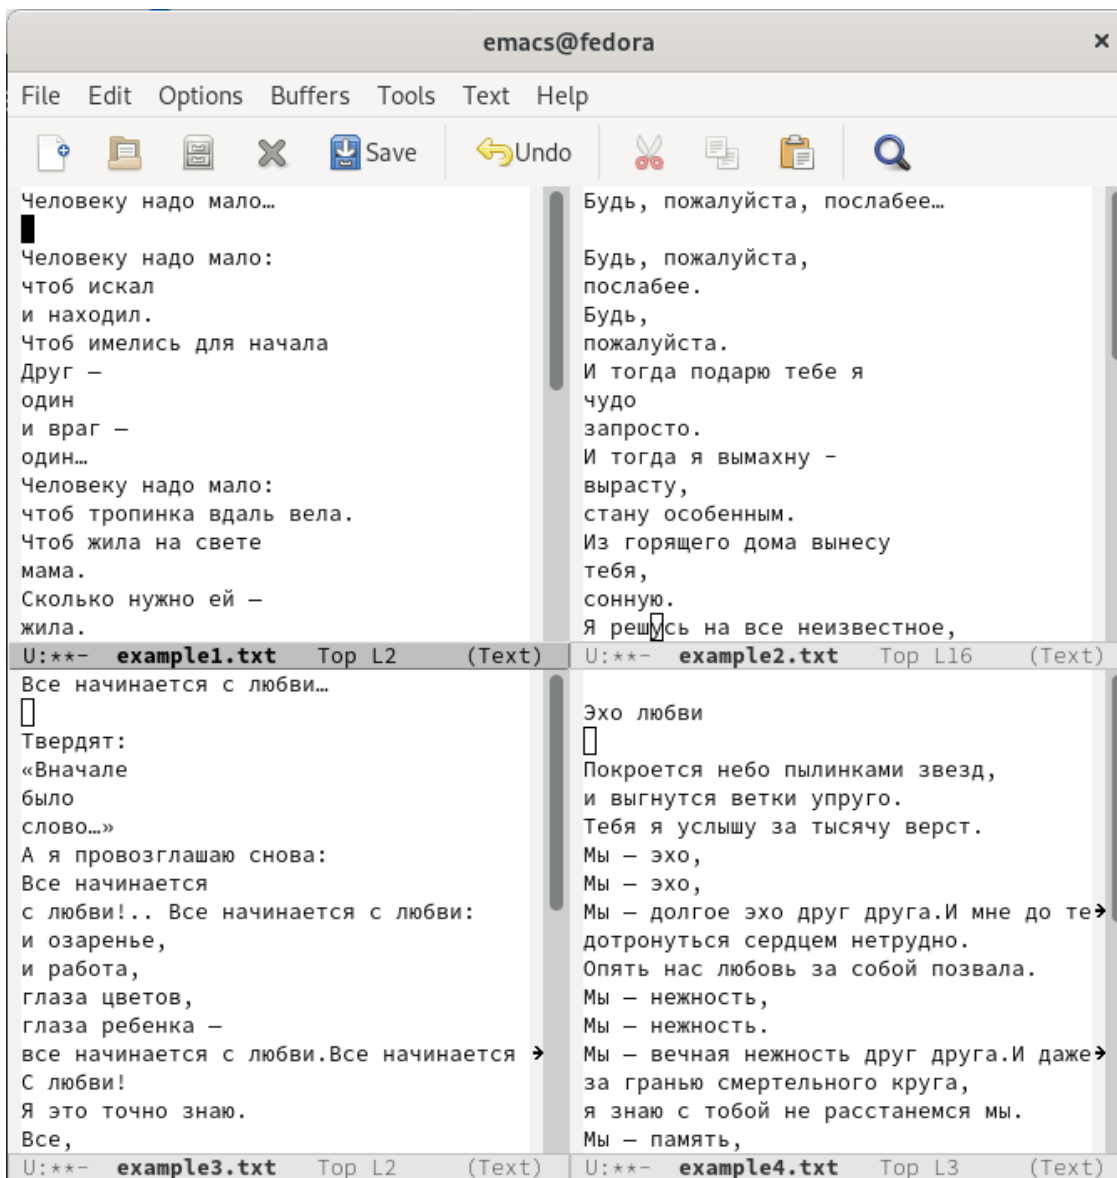 emacs@fedora
File Edit Options Buffers Tools Text Help
Save Undo
Человеку надо мало…
Человеку надо мало:
чтоб искал
и находил.
Чтоб имелись для начала
Друг —
один
и враг —
один…
Человеку надо мало:
чтоб тропинка вдаль вела.
Чтоб жила на свете
мама.
Сколько нужно ей —
жила.
U:**- example1.txt Top L2 (Text)
Будь, пожалуйста, послабее…
Будь, пожалуйста,
послабее.
Будь,
пожалуйста.
И тогда подарю тебе я
чудо
запросто.
И тогда я вымахну –
вырасту,
стану особенным.
Из горящего дома вынесу
тебя,
сонную.
Я решусь на все неизвестное,
U:**- example2.txt Top L16 (Text)
Все начинается с любви…
Твердят:
«Вначале
было
слово…»
А я провозглашаю снова:
Все начинается
с любви!.. Все начинается с любви:
и озаренье,
и работа,
глаза цветов,
глаза ребенка —
все начинается с любви.Все начинается
С любви!
Я это точно знаю.
Все,
U:**- example3.txt Top L2 (Text)
Эхо любви
Покроется небо пылинками звезд,
и выгнутся ветки упруго.
Тебя я услышу за тысячу верст.
Мы — эхо,
Мы — эхо,
Мы — долгое эхо друг друга.И мне до те
дотронуться сердцем нетрудно.
Опять нас любовь за собой позвала.
Мы — нежность,
Мы — нежность.
Мы — вечная нежность друг друга.И даже
за гранью смертельного круга,
я знаю с тобой не расстанемся мы.
Мы — память,
U:**- example4.txt Top L3 (Text)